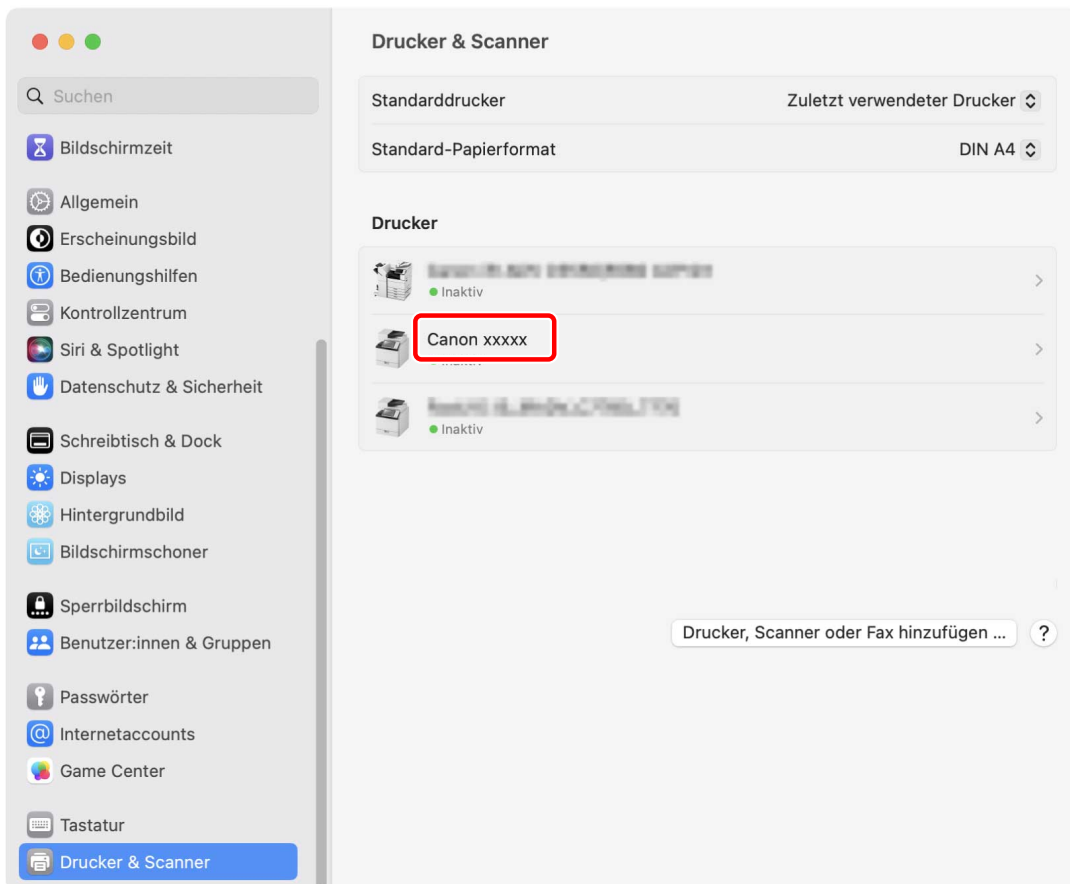 Suchen
Bildschirmzeit
Allgemein
Erscheinungsbild
Bedienungshilfen
Kontrollzentrum
Siri & Spotlight
Datenschutz & Sicherheit
Schreibtisch & Dock
Displays
Hintergrundbild
Bildschirmschoner
Sperrbildschirm
Benutzer:innen & Gruppen
Passwörter
Internetaccounts
Game Center
Tastatur
Drucker & Scanner
Drucker & Scanner
Standarddrucker Zuletzt verwendeter Drucker
Standard-Papierformat DIN A4
Drucker
Inaktiv
Canon xxxxx
Inaktiv
Drucker, Scanner oder Fax hinzufügen ...
?